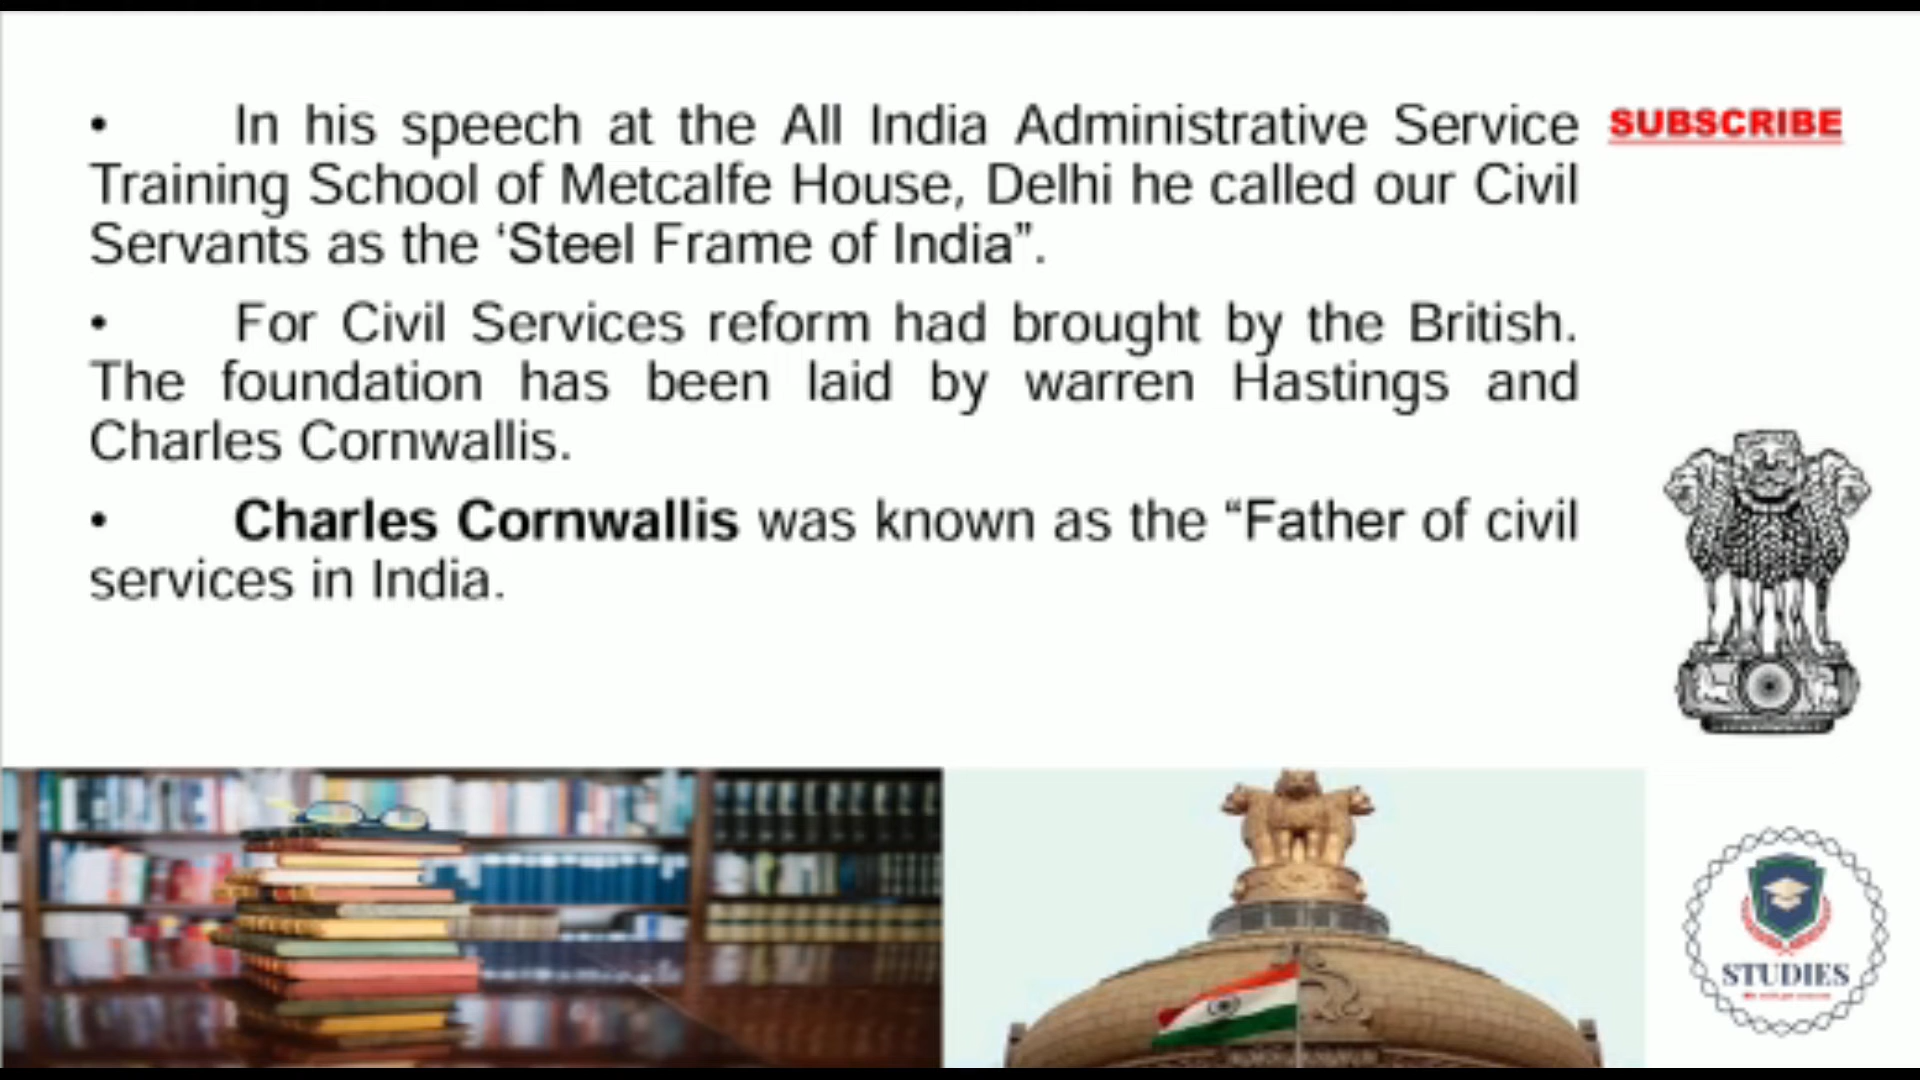 • In his speech at the All India Administrative Service
Training School of Metcalfe House, Delhi he called our Civil
Servants as the ‘Steel Frame of India”.
• For Civil Services reform had brought by the British.
The foundation has been laid by warren Hastings and
Charles Cornwallis.
• Charles Cornwallis was known as the “Father of civil
services in India.
SUBSCRIBE
STUDIES